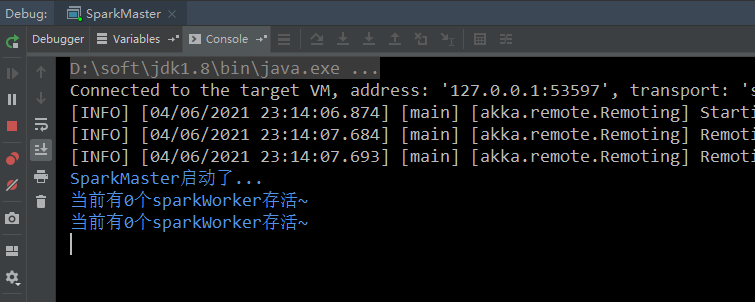 Debug: SparkMaster
Debugger Variables Console
D:\soft\jdk1.8\bin\java.exe ...
Connected to the target VM, address: '127.0.0.1:53597', transport: 's
[INFO] [04/06/2021 23:14:06.874] [main] [akka.remote.Remoting] Starti
[INFO] [04/06/2021 23:14:07.684] [main] [akka.remote.Remoting] Remoti
[INFO] [04/06/2021 23:14:07.693] [main] [akka.remote.Remoting] Remoti
SparkMaster启动了...
当前有0个sparkWorker存活~
当前有0个sparkWorker存活~